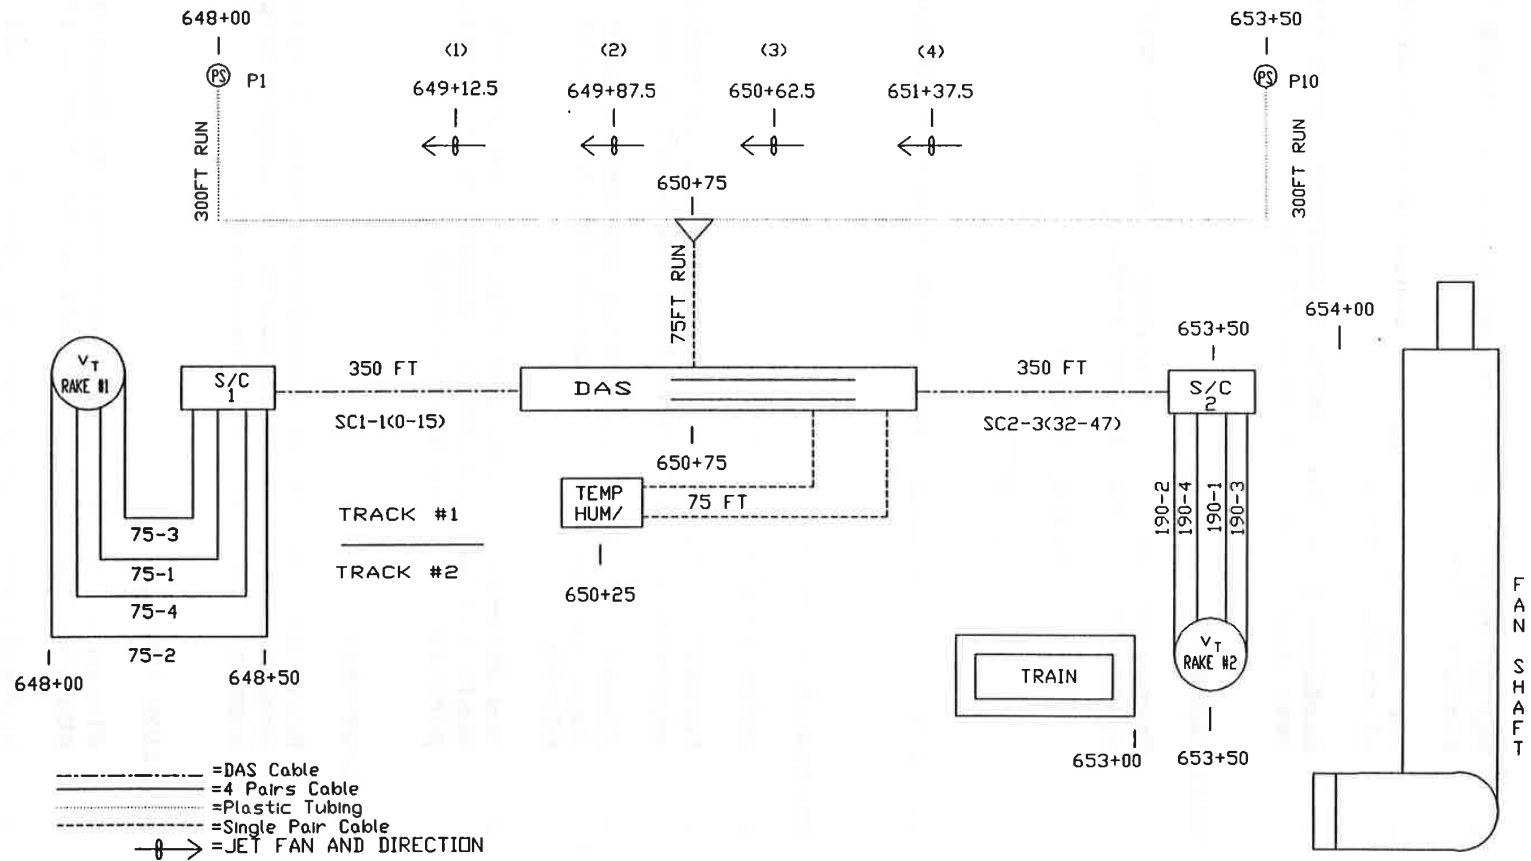 648+00
653+50
(1)
(2)
(3)
(4)
PS P1
649+12.5
649+87.5
650+62.5
651+37.5
PS P10
300FT RUN
300FT RUN
650+75
75FT RUN
654+00
653+50
VT
RAKE #1
S/C
1
350 FT
DAS
350 FT
S/C
2
SC1-1(0-15)
SC2-3(32-47)
650+75
TEMP
HUM/
75 FT
190-2
190-4
190-1
190-3
TRACK #1
TRACK #2
75-3
75-1
75-4
75-2
650+25
648+00
648+50
TRAIN
VT
RAKE #2
653+00
653+50
FAN SHAFT
=DAS Cable
=4 Pairs Cable
=Plastic Tubing
=Single Pair Cable
=JET FAN AND DIRECTION